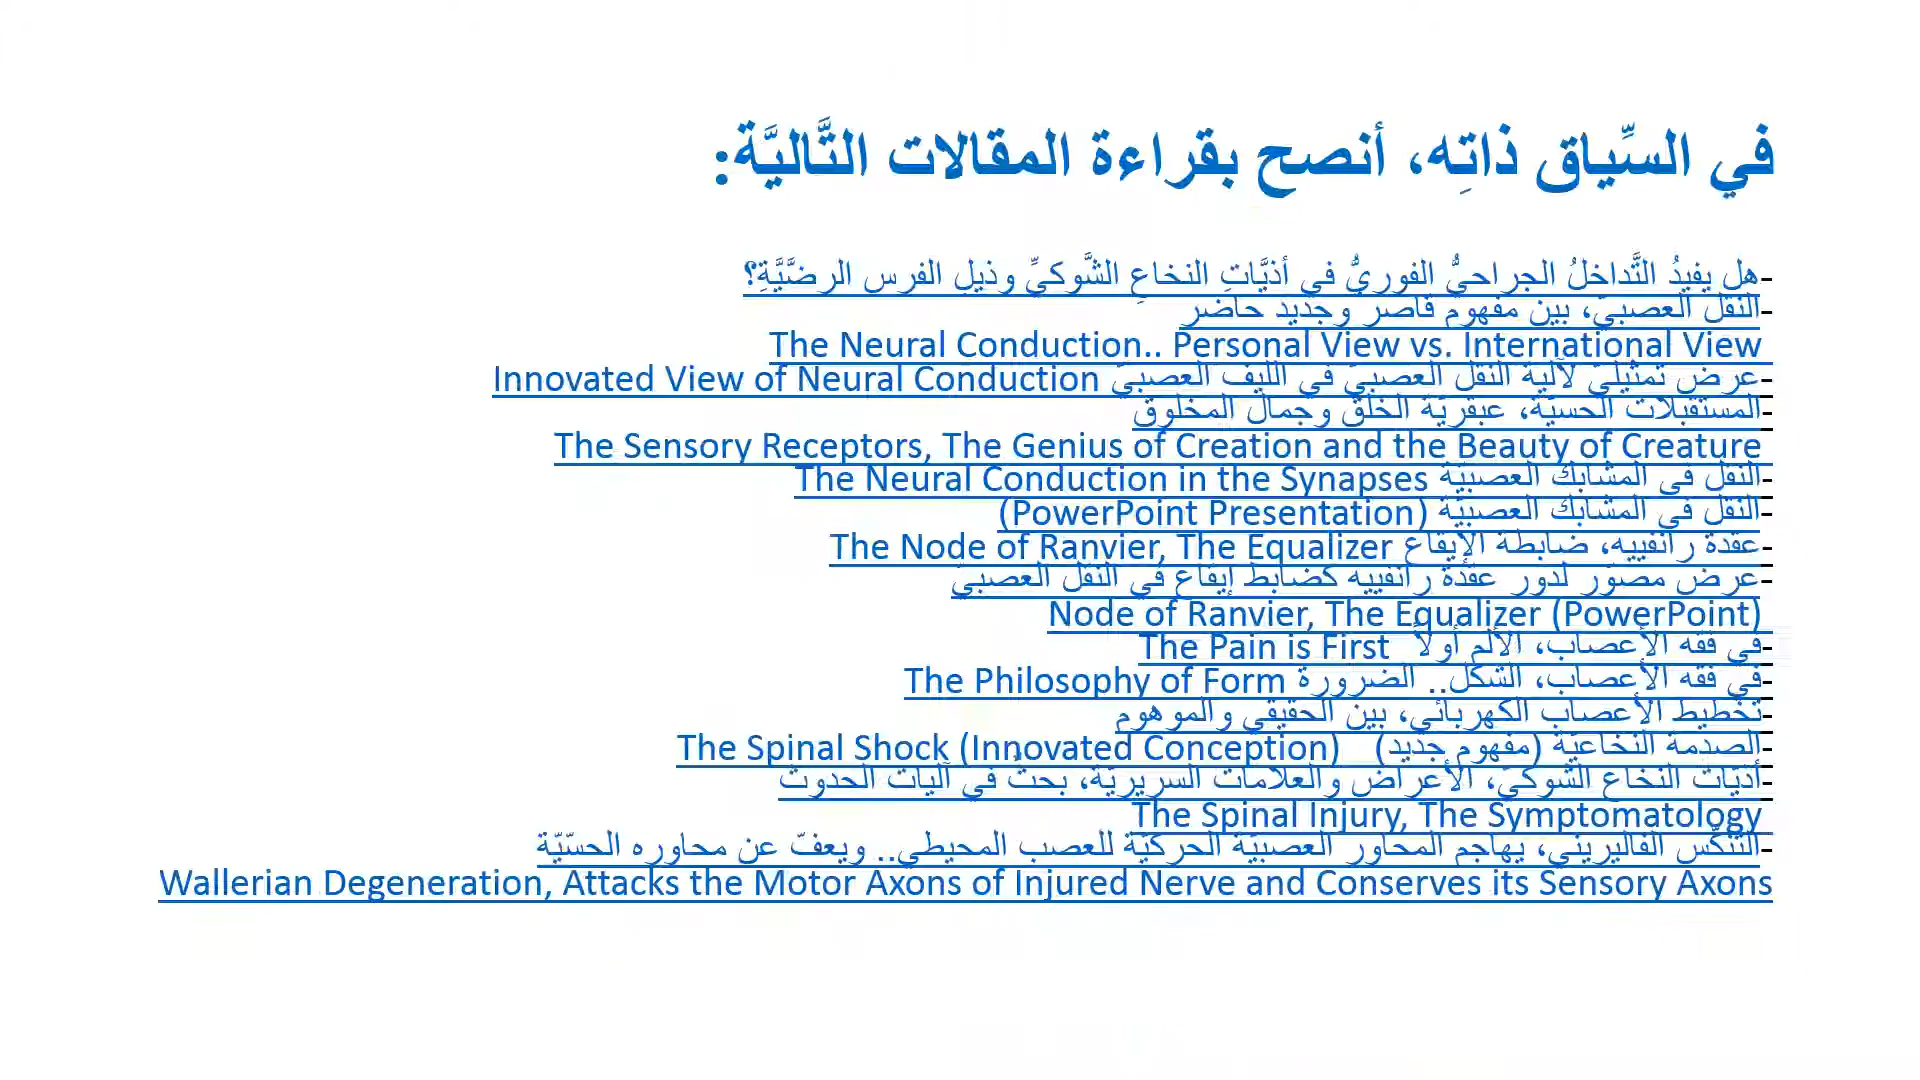 في السِّياق ذاتِه، أنصح بقراءة المقالات التَّاليَّة:
-هل يفيدُ التَّداخلُ الجراحيُّ الفوريُّ في أذيَّاتِ النخاعِ الشَّوكيِّ وذيلِ الفرس الرضَّيَّةِ؟
-النقل العصبيّ، بين مفهوم قاصر وجديد حاضر
The Neural Conduction.. Personal View vs. International View
-عرض تمثيليّ لآلية النقل العصبيّ في الليف العصبيّ Innovated View of Neural Conduction
-المستقبلات الحسيّة، عبقريّة الخلق وجمال المخلوق
The Sensory Receptors, The Genius of Creation and the Beauty of Creature
-النقل في المشابك العصبيّة The Neural Conduction in the Synapses
-النقل في المشابك العصبيّة (PowerPoint Presentation)
-عقدة رانفييه، ضابطة الإيقاع The Node of Ranvier, The Equalizer
-عرض مصوّر لدور عقدة رانفييه كضابط إيقاع في النقل العصبيّ
Node of Ranvier, The Equalizer (PowerPoint)
-في فقه الأعصاب، الألم أولاً The Pain is First
-في فقه الأعصاب، الشكل.. الضرورة The Philosophy of Form
-تخطيط الأعصاب الكهربائي، بين الحقيقي والموهوم
-الصدمة النخاعيّة (مفهوم جديد) The Spinal Shock (Innovated Conception)
-أذيّات النخاع الشوكيّ، الأعراض والعلامات السريريّة، بحثٌ في آليات الحدوث
The Spinal Injury, The Symptomatology
-التنكّس الفاليريني، يهاجم المحاور العصبيّة الحركيّة للعصب المحيطي.. ويعفّ عن محاوره الحسّيّة
Wallerian Degeneration, Attacks the Motor Axons of Injured Nerve and Conserves its Sensory Axons